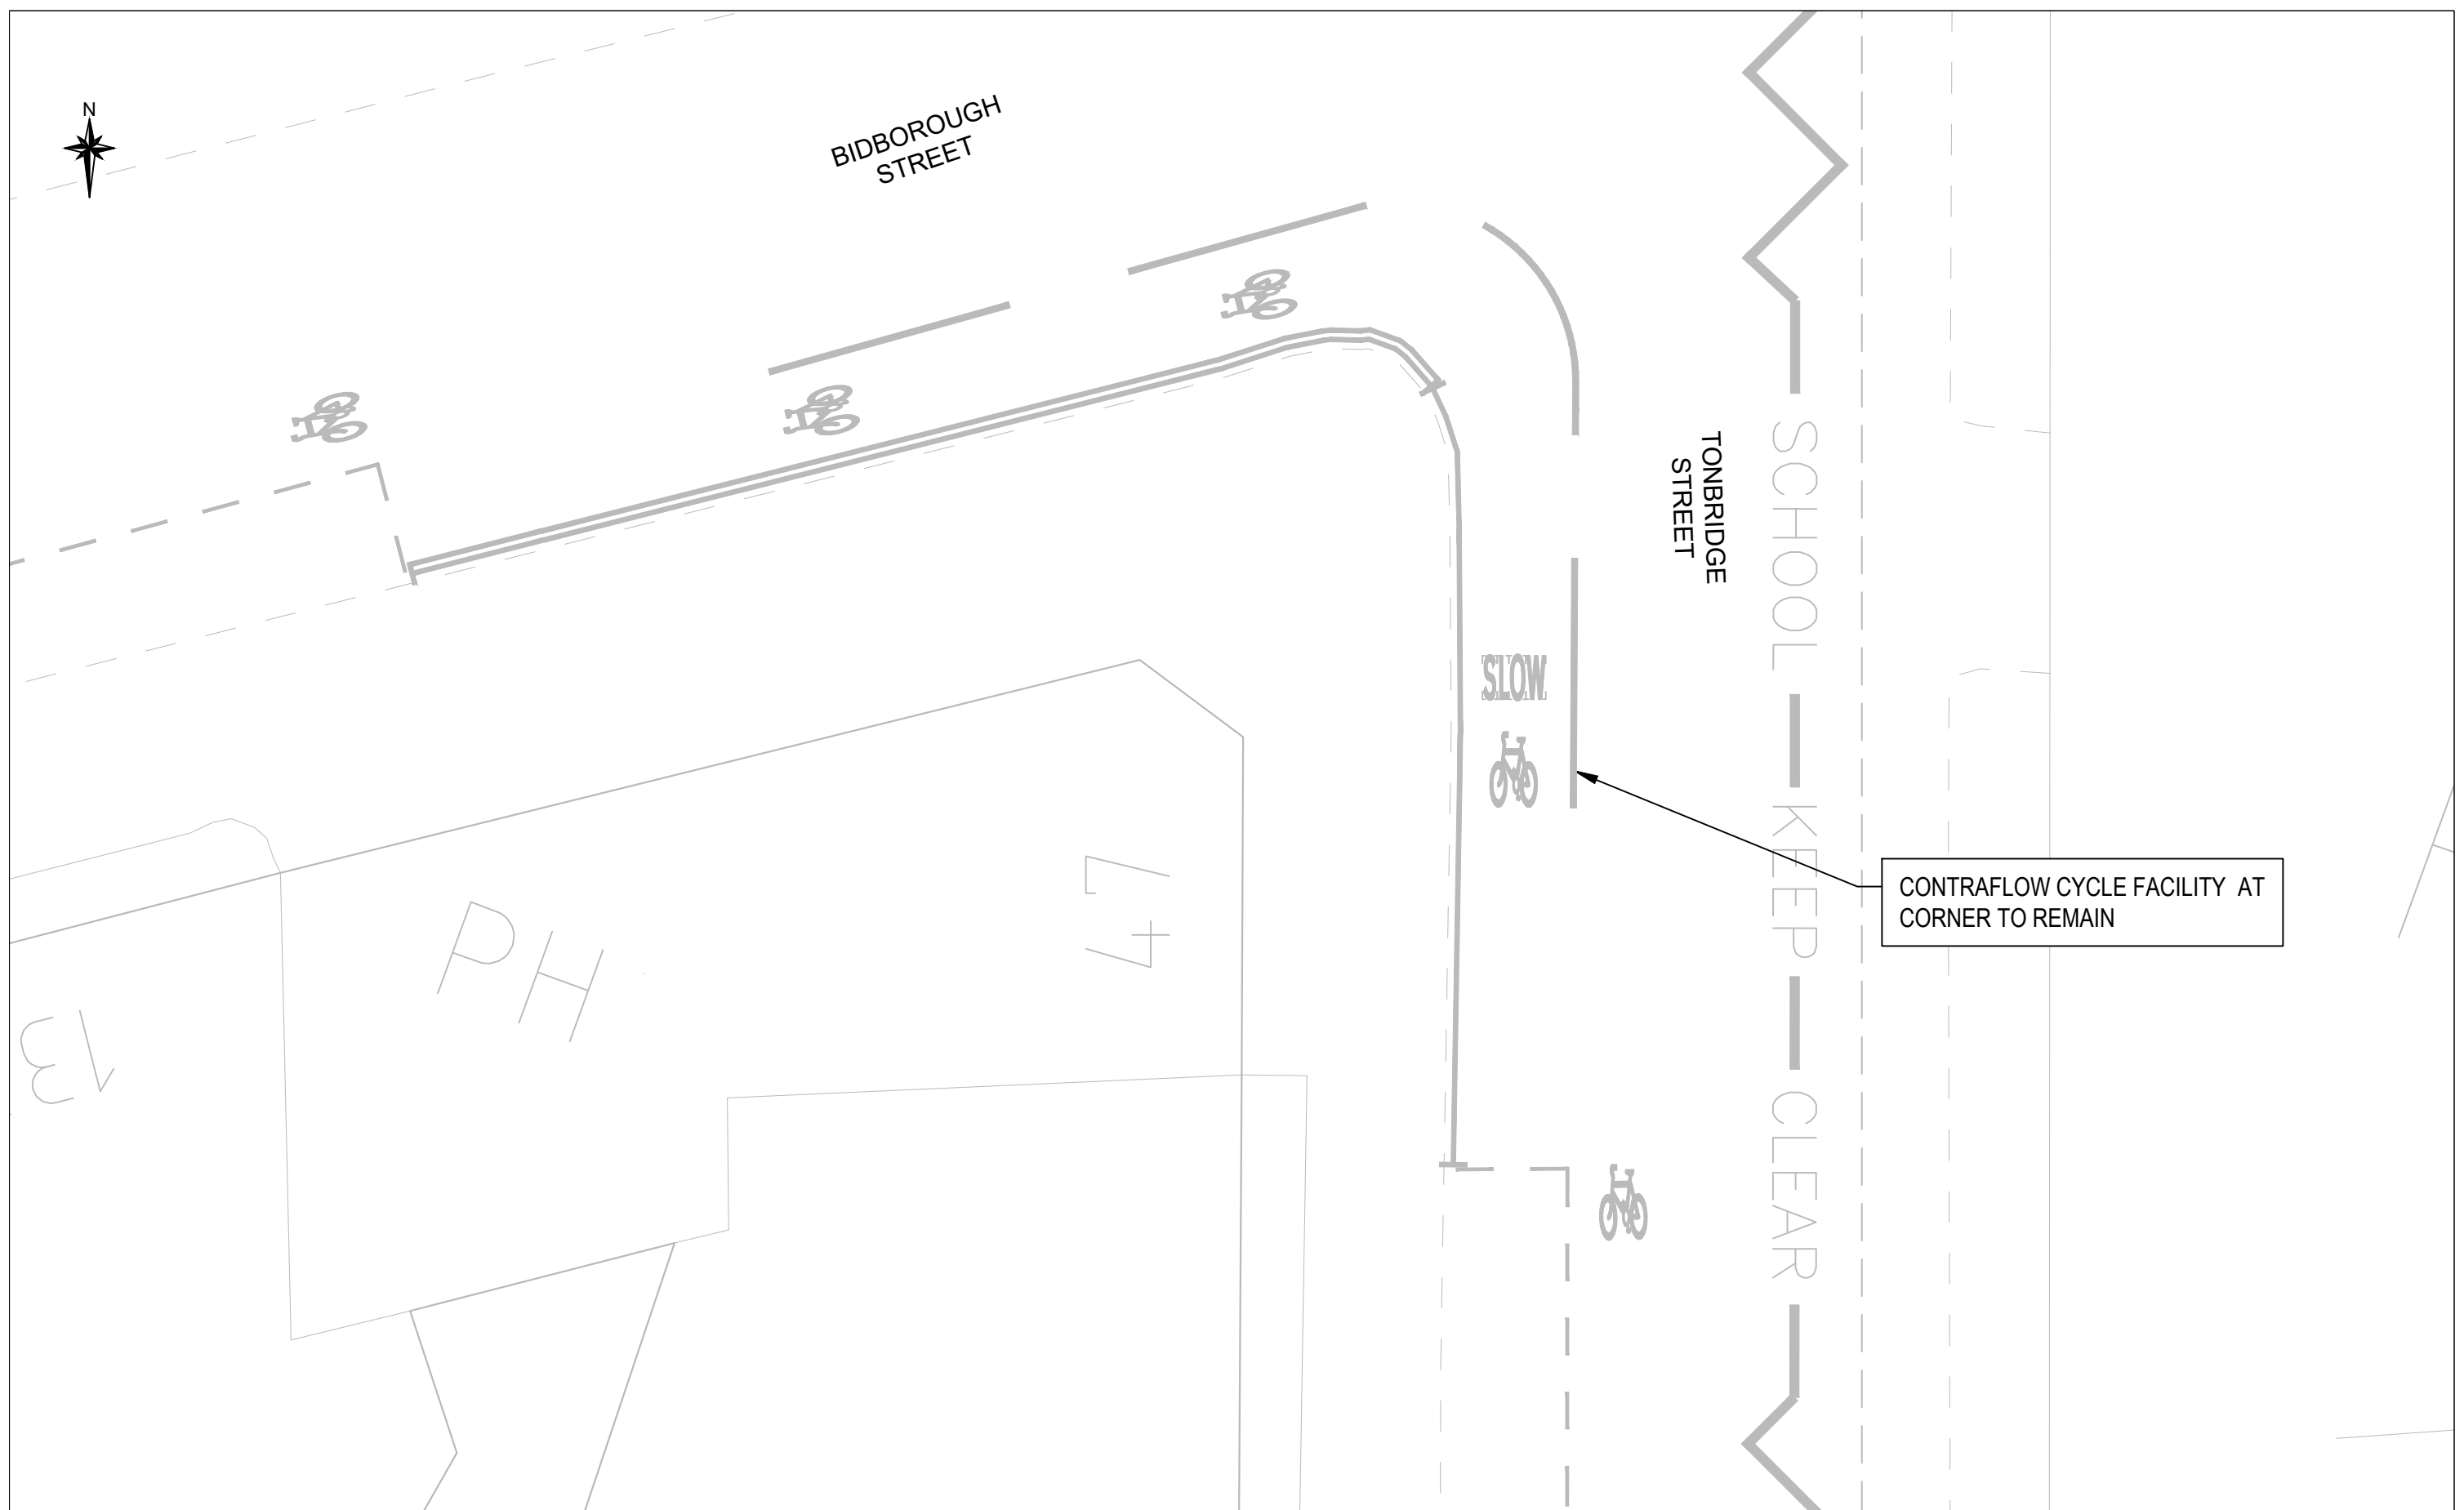 N
BIDBOROUGH
STREET
TONBRIDGE
STREET
SCHOOL KEEP CLEAR
SLOW
CONTRAFLOW CYCLE FACILITY AT
CORNER TO REMAIN
47
PH
13